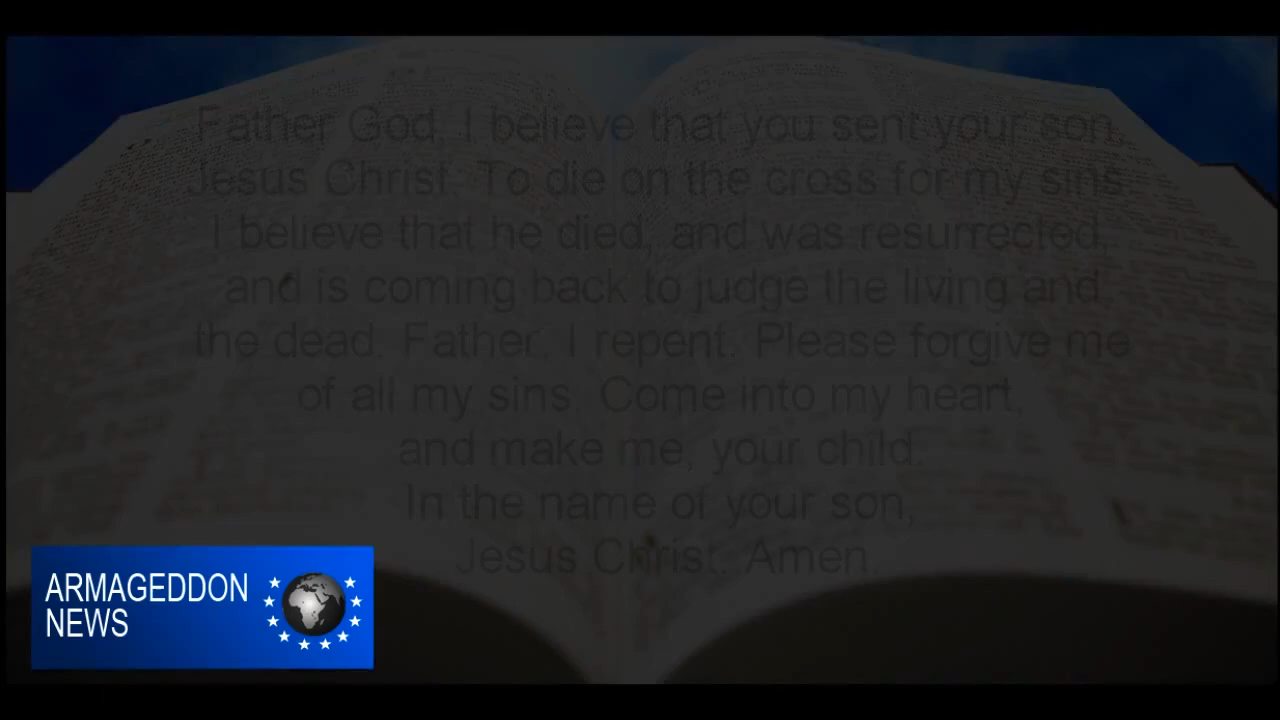 Father God, I believe that you sent your son,
Jesus Christ. To die on the cross for my sins.
I believe that he died, and was resurrected,
and is coming back to judge the living and
the dead. Father, I repent. Please forgive me
of all my sins. Come into my heart,
and make me, your child.
In the name of your son,
Jesus Christ. Amen.
ARMAGEDDON
NEWS